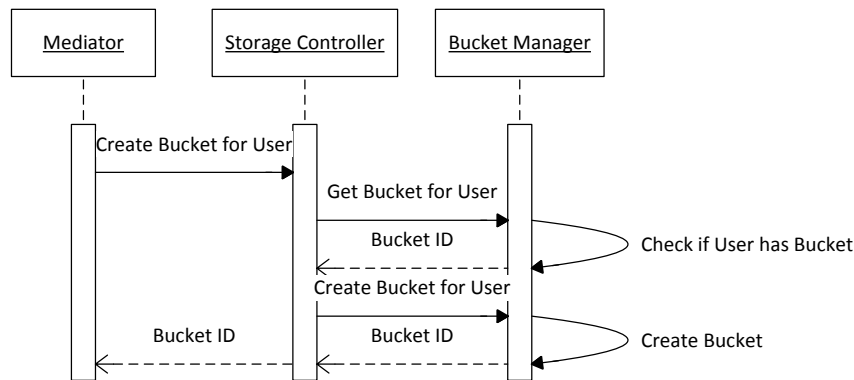 Mediator
Storage Controller
Bucket Manager
Create Bucket for User
Get Bucket for User
Bucket ID
Check if User has Bucket
Create Bucket for User
Bucket ID
Bucket ID
Create Bucket